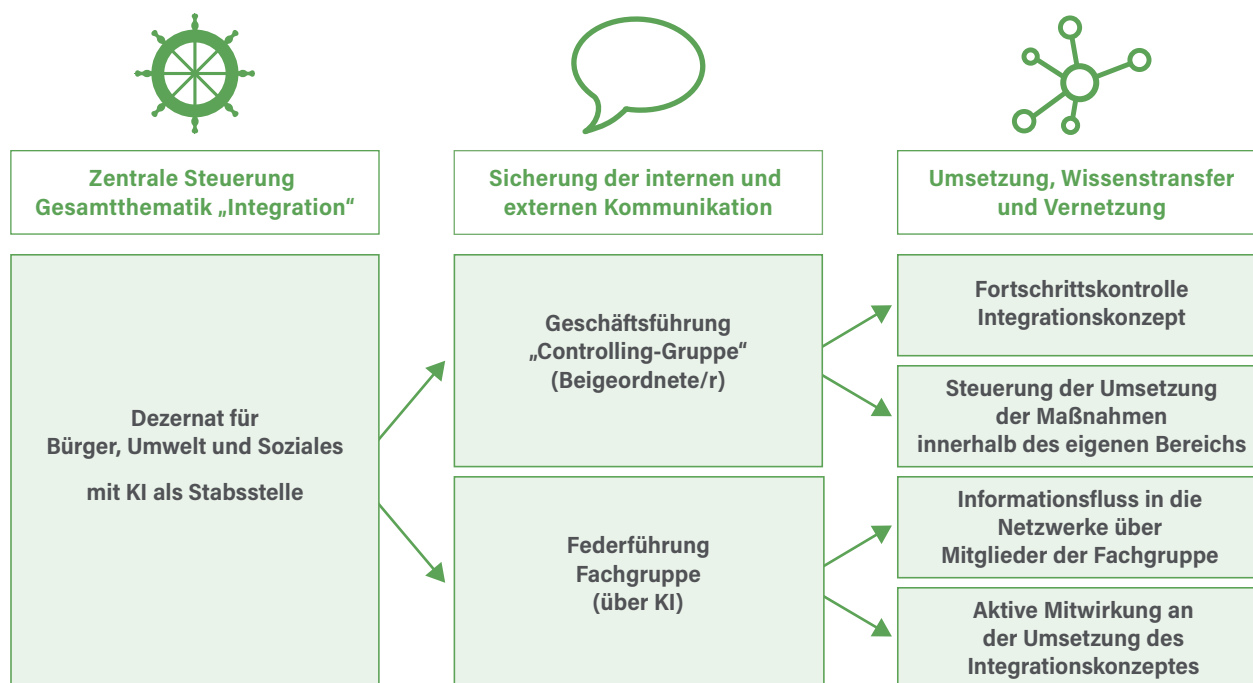 Zentrale Steuerung
Gesamtthematik „Integration“
Sicherung der internen und
externen Kommunikation
Umsetzung, Wissenstransfer
und Vernetzung
Dezernat für
Bürger, Umwelt und Soziales
mit KI als Stabsstelle
Geschäftsführung
„Controlling-Gruppe“
(Beigeordnete/r)
Federführung
Fachgruppe
(über KI)
Fortschrittskontrolle
Integrationskonzept
Steuerung der Umsetzung
der Maßnahmen
innerhalb des eigenen Bereichs
Informationsfluss in die
Netzwerke über
Mitglieder der Fachgruppe
Aktive Mitwirkung an
der Umsetzung des
Integrationskonzeptes